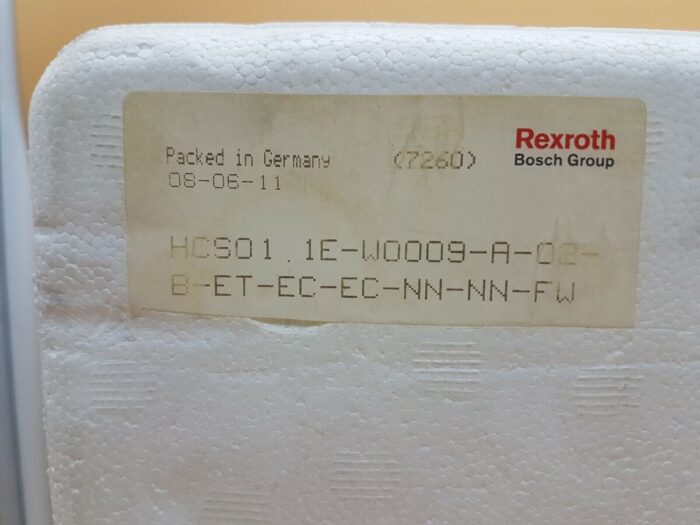 Packed in Germany (7260)
08-06-11
Rexroth
Bosch Group
HCS01.1E-W0009-A-02-
B-ET-EC-EC-NN-NN-FW